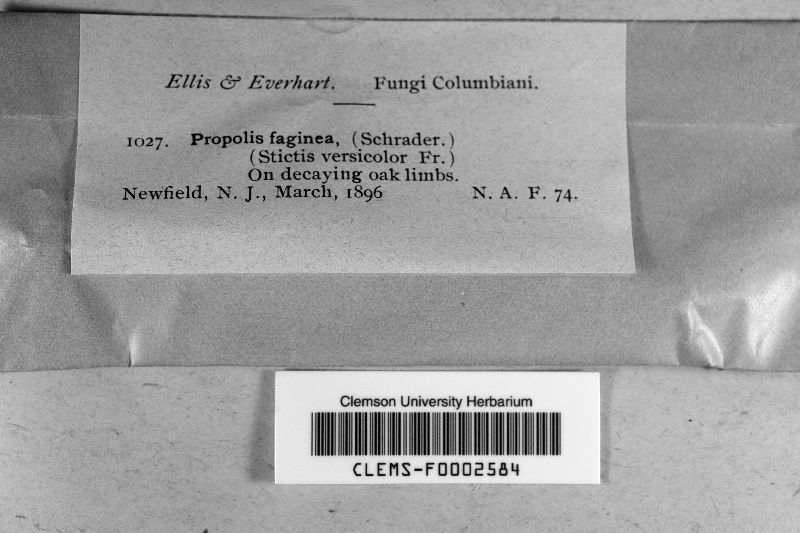 Ellis & Everhart. Fungi Columbiani.
1027. Propolis faginea, (Schrader.)
(Stictis versicolor Fr.)
On decaying oak limbs.
Newfield, N. J., March, 1896 N. A. F. 74.
Clemson University Herbarium
CLEMS-F0002584